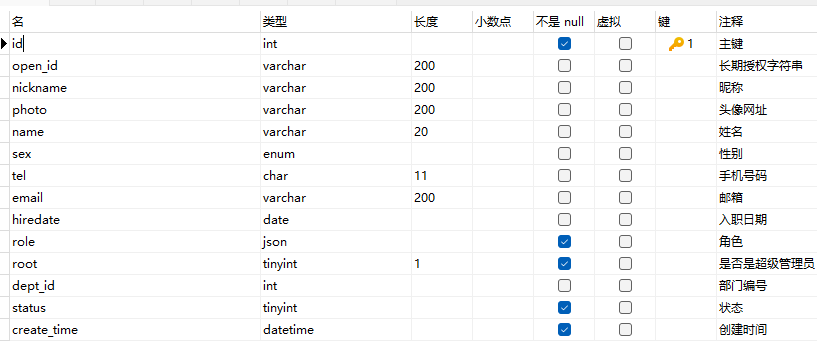 名 类型 长度 小数点 不是 null 虚拟 键 注释
id int 1 主键
open_id varchar 200 长期授权字符串
nickname varchar 200 昵称
photo varchar 200 头像网址
name varchar 20 姓名
sex enum 性别
tel char 11 手机号码
email varchar 200 邮箱
hiredate date 入职日期
role json 角色
root tinyint 1 是否是超级管理员
dept_id int 部门编号
status tinyint 状态
create_time datetime 创建时间